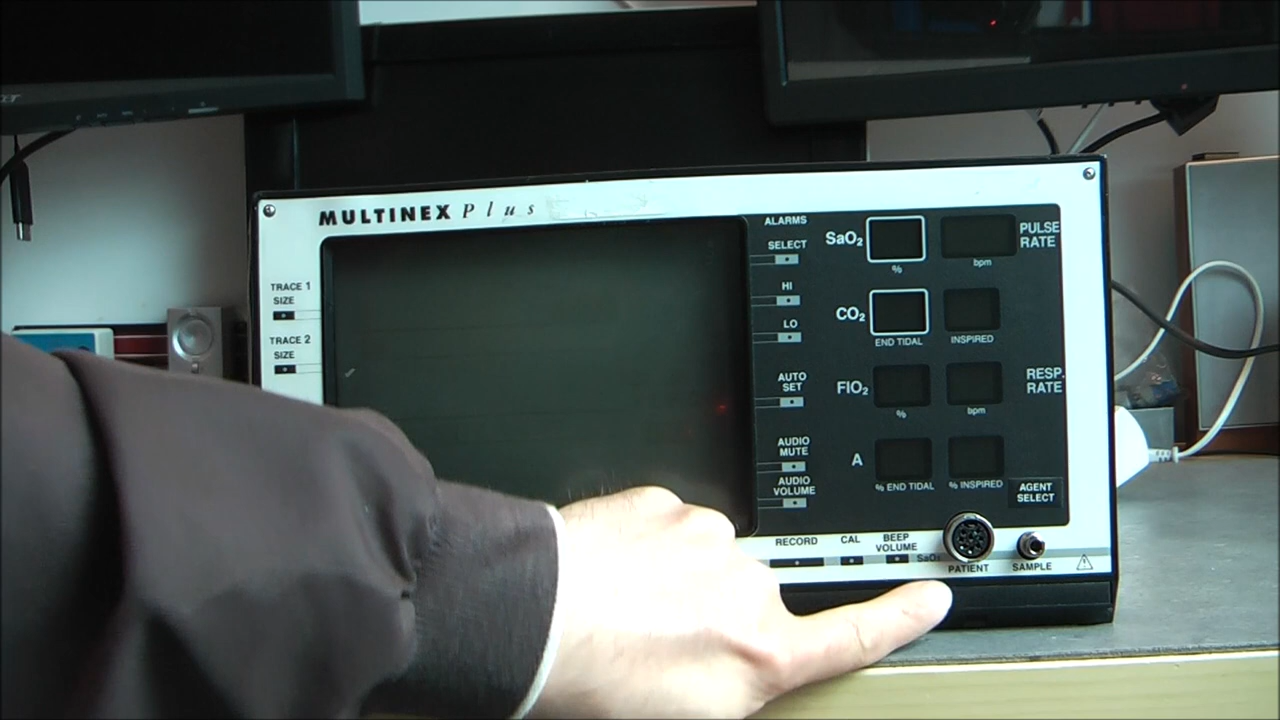 MULTINEX Plus
TRACE 1
SIZE
TRACE 2
SIZE
ALARMS
SELECT
HI
LO
AUTO
SET
AUDIO
MUTE
AUDIO
VOLUME
SaO2
%
PULSE
RATE
bpm
CO2
END TIDAL
INSPIRED
FIO2
%
RESP.
RATE
bpm
A
% END TIDAL
% INSPIRED
AGENT
SELECT
RECORD
CAL
BEEP
VOLUME
SaO2
PATIENT
SAMPLE